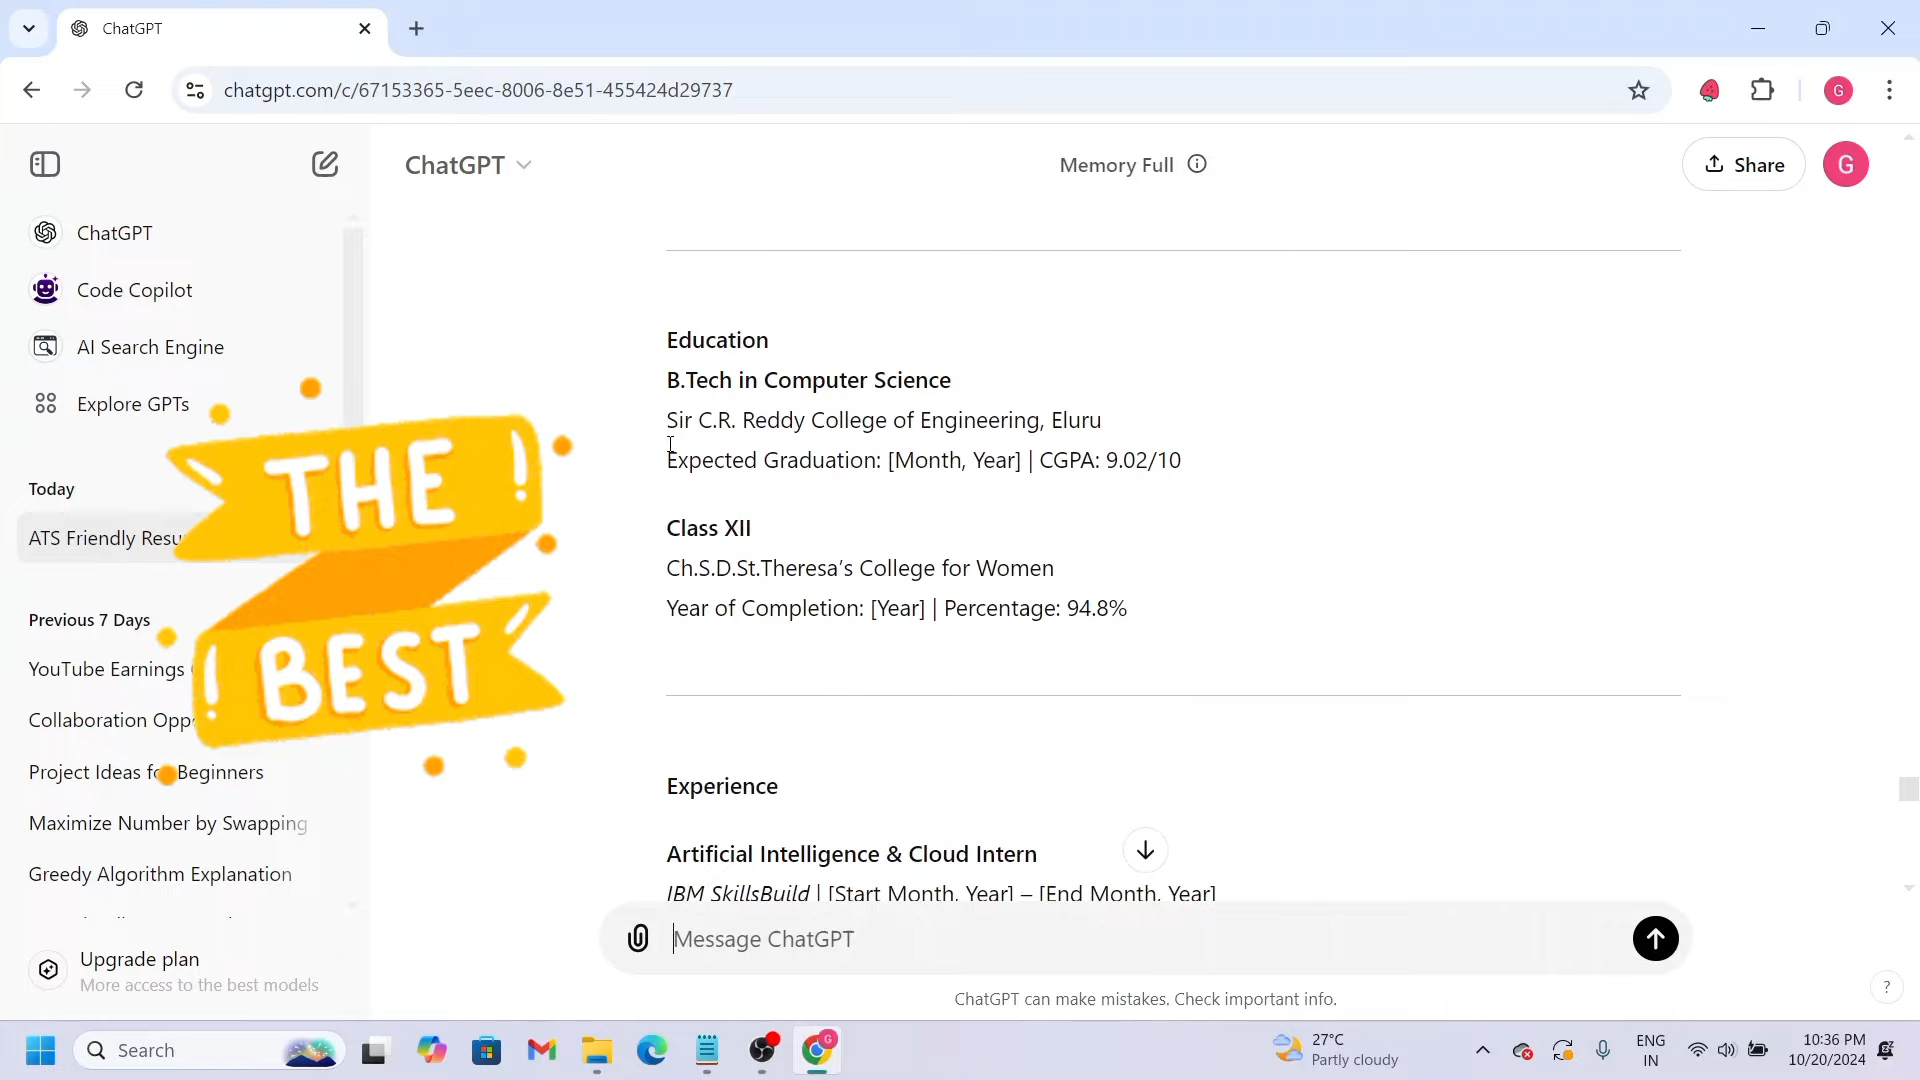 ChatGPT
chatgpt.com/c/67153365-5eec-8006-8e51-455424d29737
G
ChatGPT
Memory Full
Share
G
ChatGPT
Code Copilot
AI Search Engine
Explore GPTs
Today
ATS Friendly Resu
Previous 7 Days
YouTube Earnings
Collaboration Opp
Project Ideas fo Beginners
Maximize Number by Swapping
Greedy Algorithm Explanation
Upgrade plan
More access to the best models
THE !
! BEST
Education
B.Tech in Computer Science
Sir C.R. Reddy College of Engineering, Eluru
Expected Graduation: [Month, Year] | CGPA: 9.02/10
Class XII
Ch.S.D.St.Theresa’s College for Women
Year of Completion: [Year] | Percentage: 94.8%
Experience
Artificial Intelligence & Cloud Intern
IBM SkillsBuild | [Start Month, Year] – [End Month, Year]
Message ChatGPT
ChatGPT can make mistakes. Check important info.
?
Search
G
27°C
Partly cloudy
ENG
IN
10:36 PM
10/20/2024